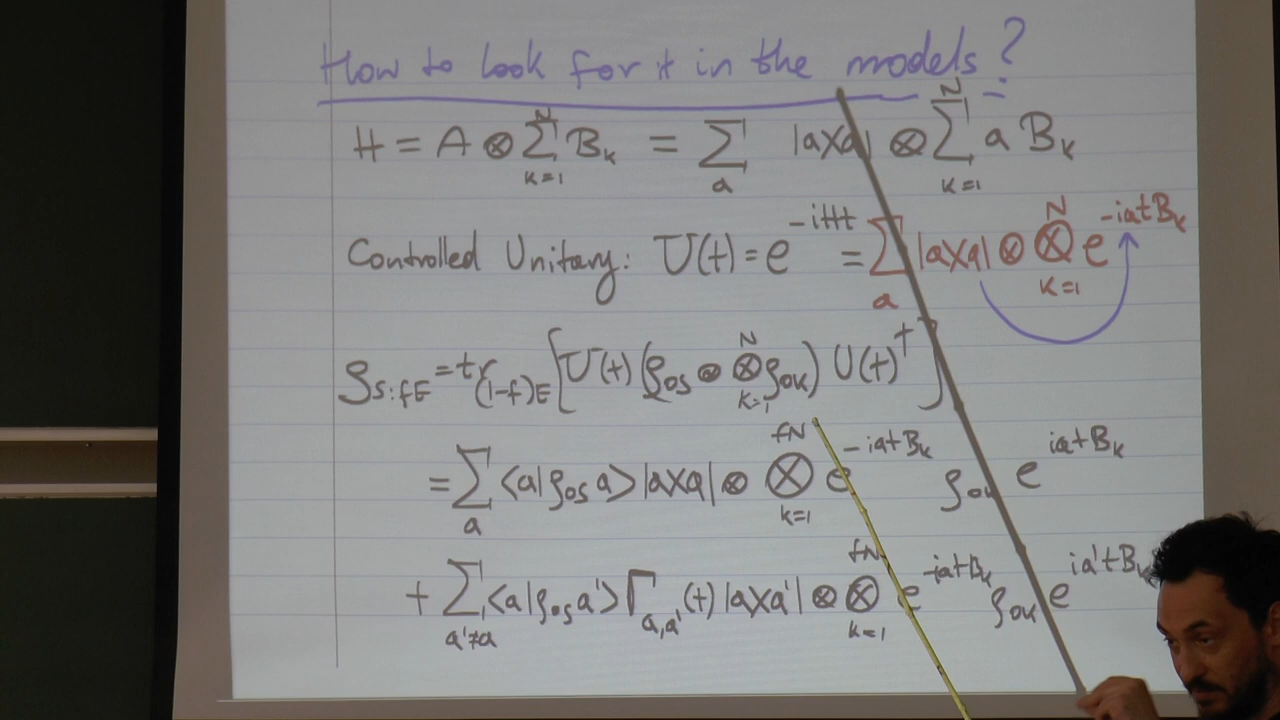 How to look for it in the models?
H = A ⊗ Σ_{k=1}^{N} B_k = Σ_a |a⟩⟨a| ⊗ Σ_{k=1}^{N} a B_k
Controlled Unitary: U(t) = e^{-iHt} = Σ_a |a⟩⟨a| ⊗ ⊗_{k=1}^{N} e^{-iatB_k}
ρ_{S:fE} = tr_{(1-f)E} [U(t) (ρ_{0S} ⊗ ⊗_{k=1}^{N} ρ_{0k}) U(t)^†]
= Σ_a ⟨a|ρ_{0S} a⟩ |a⟩⟨a| ⊗ ⊗_{k=1}^{fN} e^{-iatB_k} ρ_{0k} e^{iatB_k}
+ Σ_{a'≠a} ⟨a|ρ_{0S} a'⟩ Γ_{a,a'}(t) |a⟩⟨a'| ⊗ ⊗_{k=1}^{fN} e^{-iatB_k} ρ_{0k} e^{ia'tB_k}